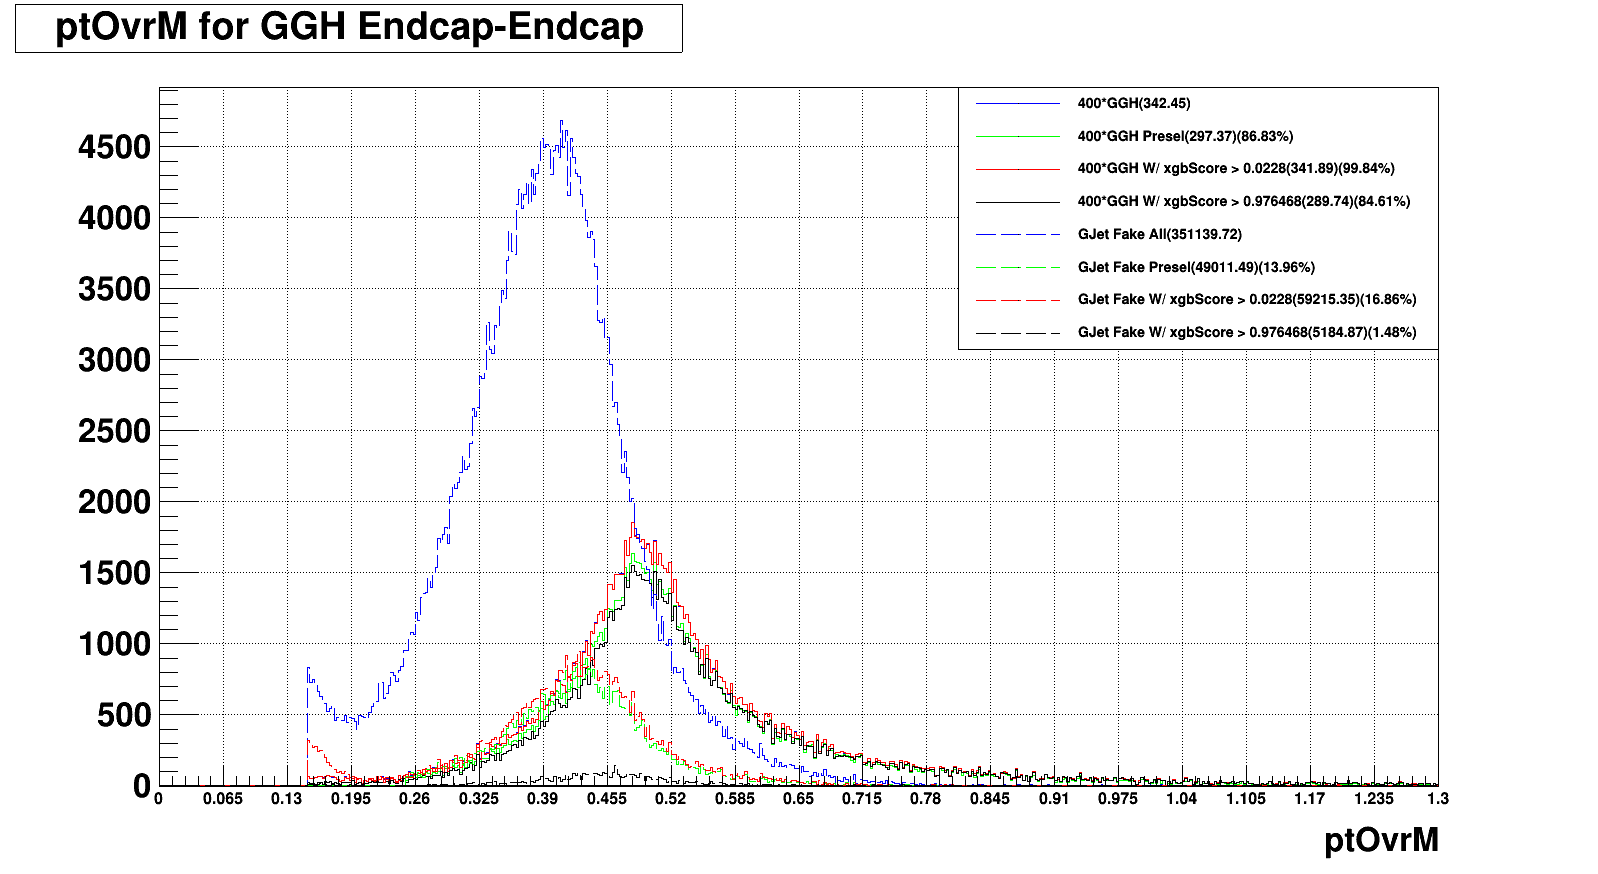 ptOvrM for GGH Endcap-Endcap
400*GGH(342.45)
400*GGH Presel(297.37)(86.83%)
400*GGH W/ xgbScore > 0.0228(341.89)(99.84%)
400*GGH W/ xgbScore > 0.976468(289.74)(84.61%)
GJet Fake All(351139.72)
GJet Fake Presel(49011.49)(13.96%)
GJet Fake W/ xgbScore > 0.0228(59215.35)(16.86%)
GJet Fake W/ xgbScore > 0.976468(5184.87)(1.48%)
4500
4000
3500
3000
2500
2000
1500
1000
500
0
0 0.065 0.13 0.195 0.26 0.325 0.39 0.455 0.52 0.585 0.65 0.715 0.78 0.845 0.91 0.975 1.04 1.105 1.17 1.235 1.3
ptOvrM